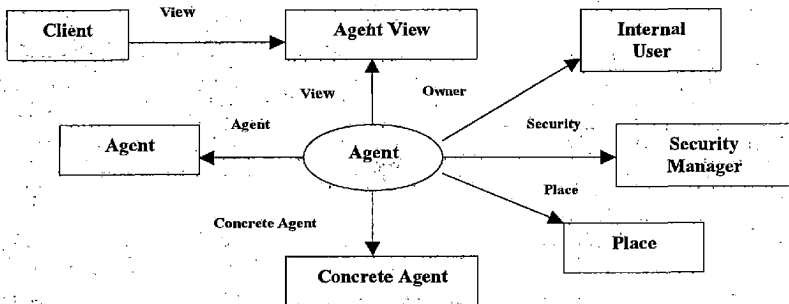 View
Client
Agent View
Internal
User
View
Owner
Agent
Security
Agent
Agent
Security
Manager
Place
Concrete Agent
Place
Concrete Agent